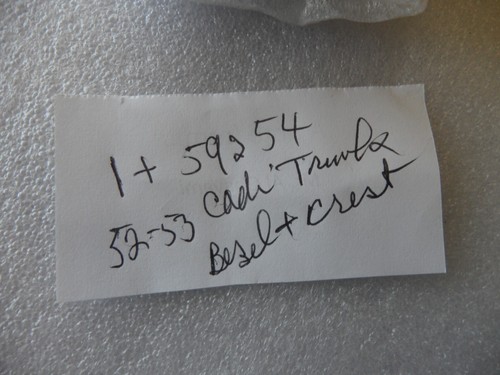 1+ 59254
52-53 Cadi Trunk
Bezel + Crest